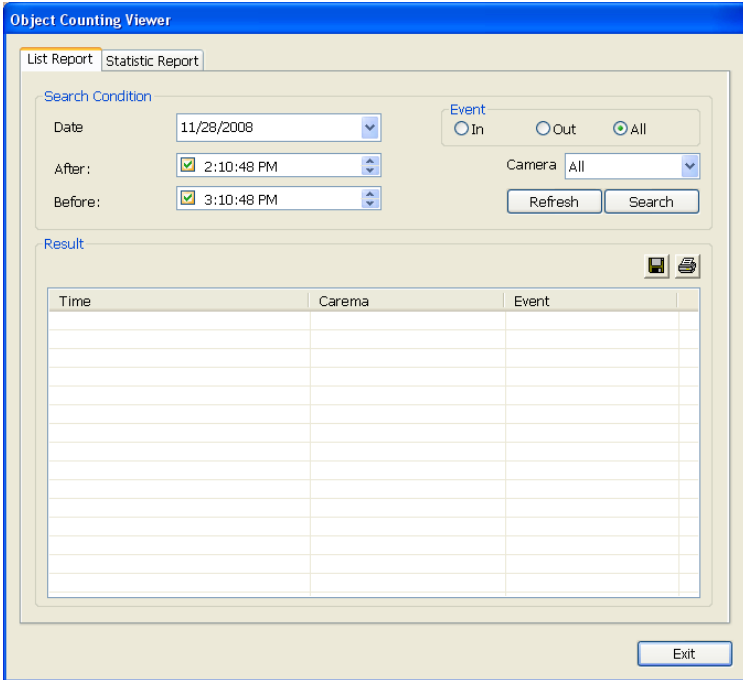 Object Counting Viewer
List Report Statistic Report
Search Condition
Date 11/28/2008
Event
In Out All
After: 2:10:48 PM
Camera All
Before: 3:10:48 PM
Refresh Search
Result
Time Carema Event
Exit